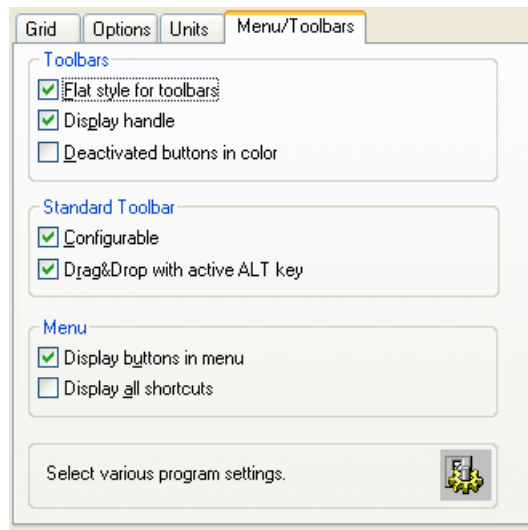 Grid Options Units Menu/Toolbars
Toolbars
Flat style for toolbars
Display handle
Deactivated buttons in color
Standard Toolbar
Configurable
Drag&Drop with active ALT key
Menu
Display buttons in menu
Display all shortcuts
Select various program settings.